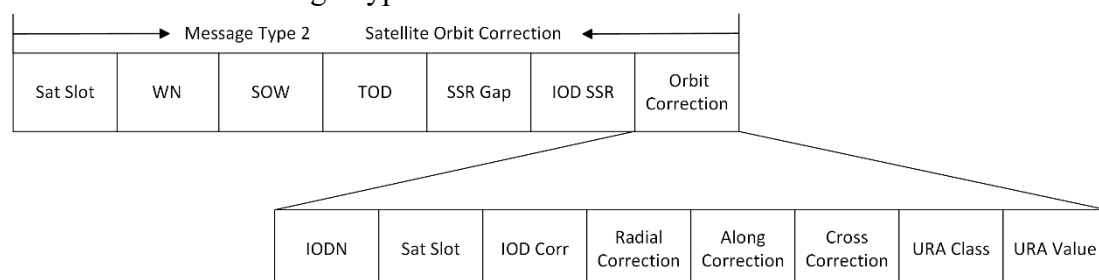 Message Type 2 Satellite Orbit Correction
Sat Slot WN SOW TOD SSR Gap IOD SSR Orbit Correction
IODN Sat Slot IOD Corr Radial Correction Along Correction Cross Correction URA Class URA Value